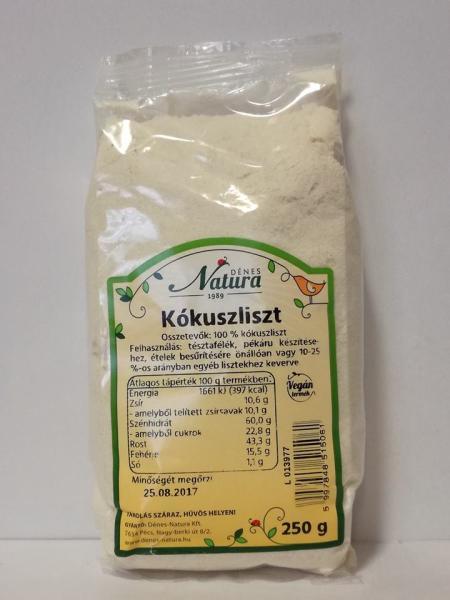 DÉNES
Natura
1989
Kókuszliszt
Összetevők: 100 % kókuszliszt
Felhasználás: tésztafélék, pékáru készítésé-
hez, ételek besűrítésére önállóan vagy 10-25
%-os arányban egyéb lisztekhez keverve.
Átlagos tápérték 100 g termékben:
Energia 1661 kJ (397 kcal)
Zsír 10,6 g
- amelyből telített zsírsavak 10,1 g
Szénhidrát 60,0 g
- amelyből cukrok 22,8 g
Rost 43,3 g
Fehérje 15,5 g
Só 1,1 g
Vegán
termék
Minőségét megőrzi
25.08.2017
L 013977
5 997848 515061
TÁROLÁS SZÁRAZ, HŰVÖS HELYEN!
GYÁRTÓ: Dénes-Natura Kft.
7634 Pécs, Nagy-berki út 8/2.
www.denes-natura.hu
250 g